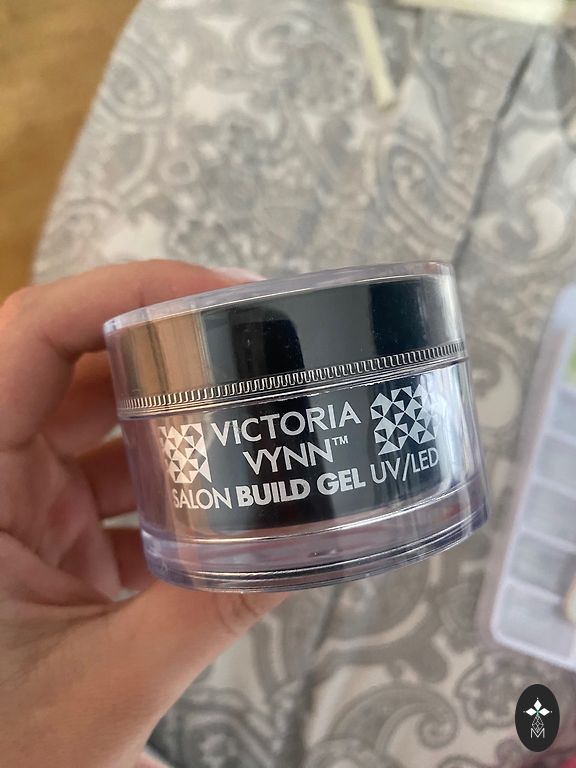 VICTORIA
VYNN™
SALON BUILD GEL UV/LED
M